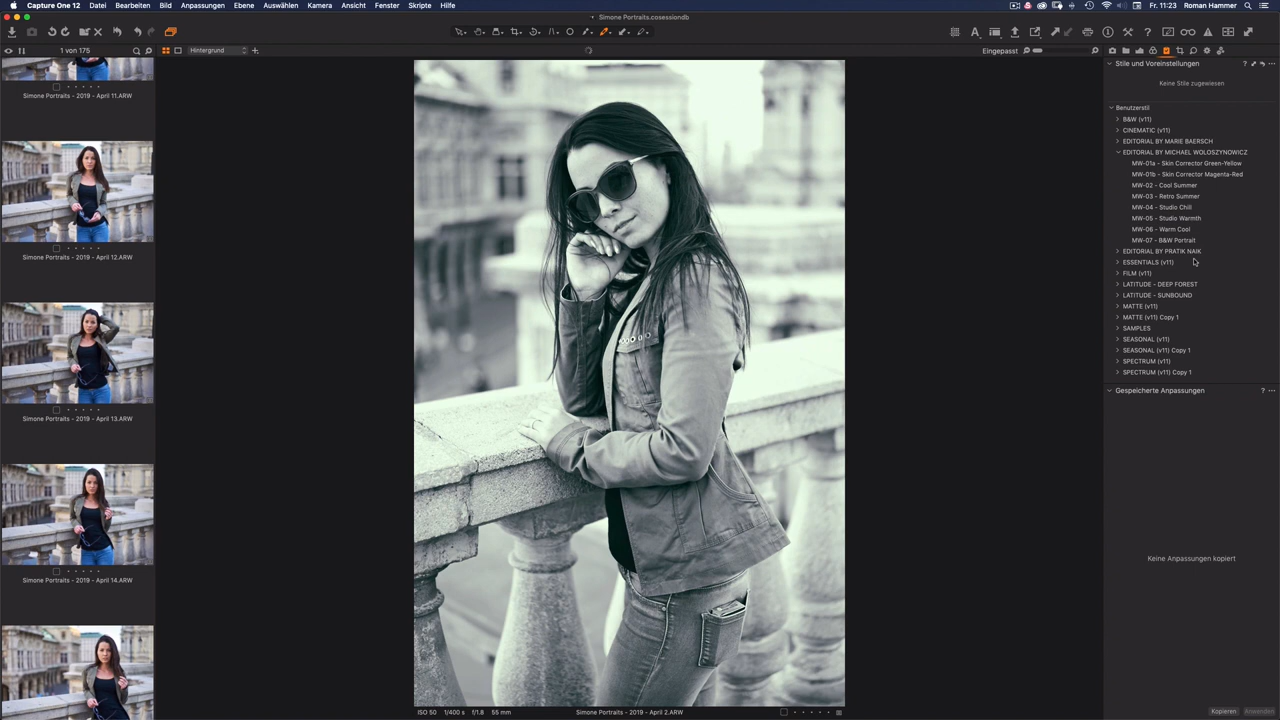 Capture One 12 Datei Bearbeiten Bild Anpassungen Ebene Auswählen Kamera Ansicht Fenster Skripte Hilfe Fr. 11:23 Roman Hammer
Simone Portraits.cosessiondb
1 von 175
Hintergrund
Eingepasst
Simone Portraits - 2019 - April 11.ARW
Simone Portraits - 2019 - April 12.ARW
Simone Portraits - 2019 - April 13.ARW
Simone Portraits - 2019 - April 14.ARW
ISO 50 1/400 s f/1.8 55 mm
Simone Portraits - 2019 - April 2.ARW
Stile und Voreinstellungen
Keine Stile zugewiesen
Benutzerstil
B&W (v11)
CINEMATIC (v11)
EDITORIAL BY MARIE BAERSCH
EDITORIAL BY MICHAEL WOLOSZYNOWICZ
MW-01a - Skin Corrector Green-Yellow
MW-01b - Skin Corrector Magenta-Red
MW-02 - Cool Summer
MW-03 - Retro Summer
MW-04 - Studio Chill
MW-05 - Studio Warmth
MW-06 - Warm Cool
MW-07 - B&W Portrait
EDITORIAL BY PRATIK NAIK
ESSENTIALS (v11)
FILM (v11)
LATITUDE - DEEP FOREST
LATITUDE - SUNBOUND
MATTE (v11)
MATTE (v11) Copy 1
SAMPLES
SEASONAL (v11)
SEASONAL (v11) Copy 1
SPECTRUM (v11)
SPECTRUM (v11) Copy 1
Gespeicherte Anpassungen
Keine Anpassungen kopiert
Kopieren Anwenden